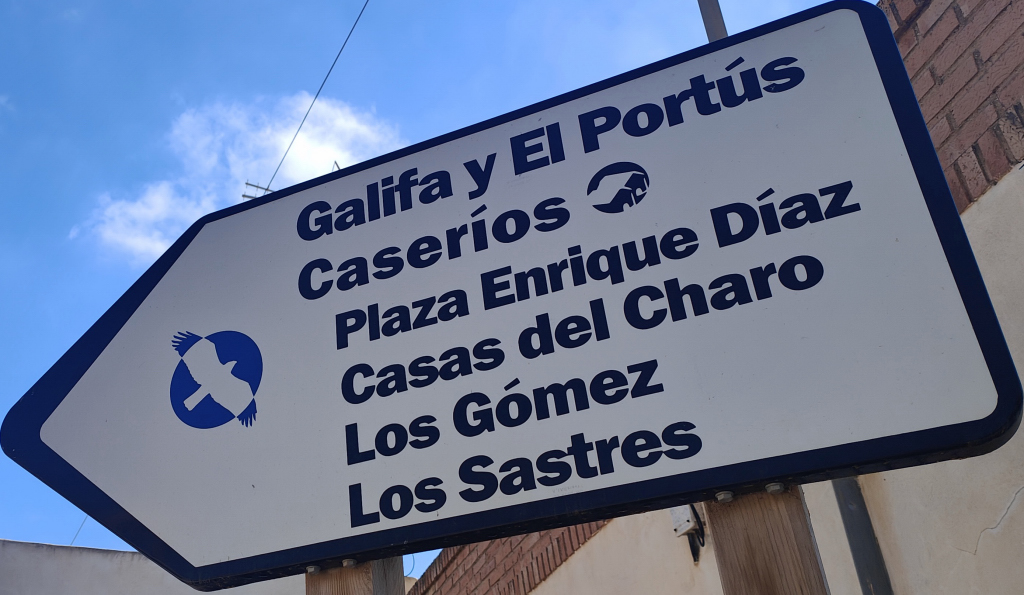 Galifa y El Portús
Caseríos
Plaza Enrique Díaz
Casas del Charo
Los Gómez
Los Sastres